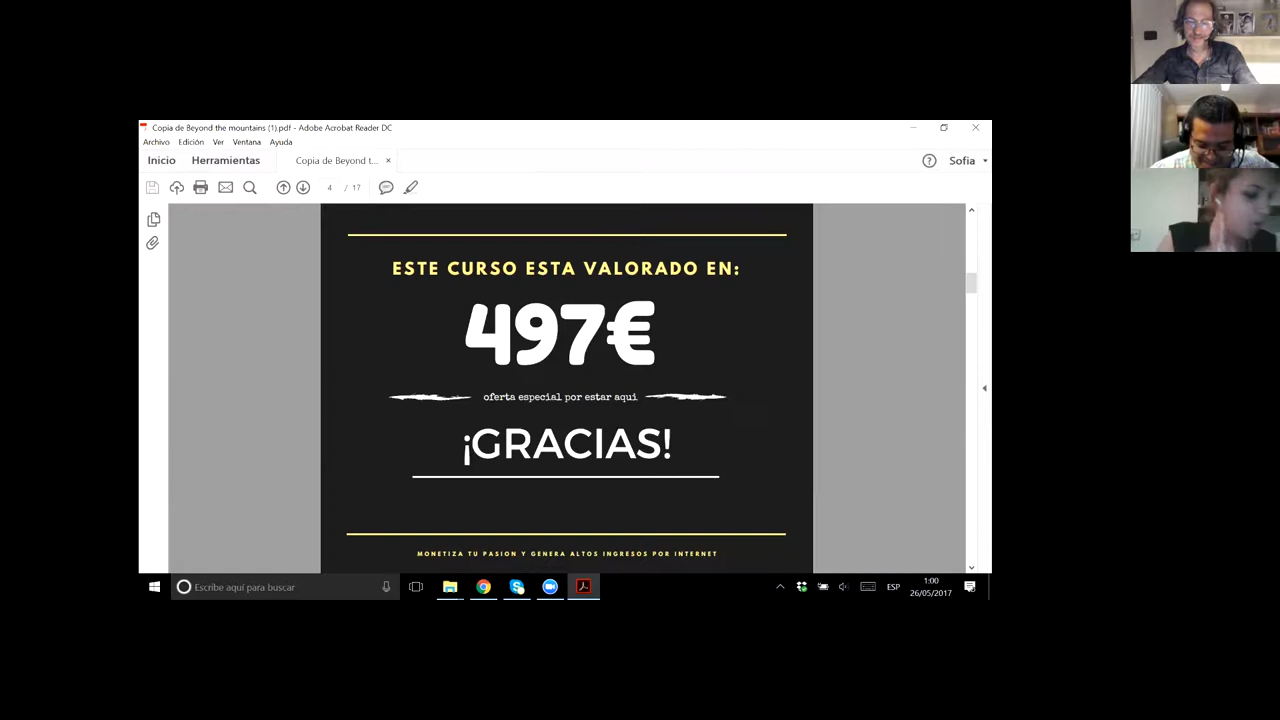 Copia de Beyond the mountains (1).pdf - Adobe Acrobat Reader DC
Archivo Edición Ver Ventana Ayuda
Inicio Herramientas Copia de Beyond t... × ? Sofia
4 / 17
ESTE CURSO ESTA VALORADO EN:
497€
oferta especial por estar aqui
¡GRACIAS!
MONETIZA TU PASION Y GENERA ALTOS INGRESOS POR INTERNET
Escribe aquí para buscar
ESP
1:00
26/05/2017